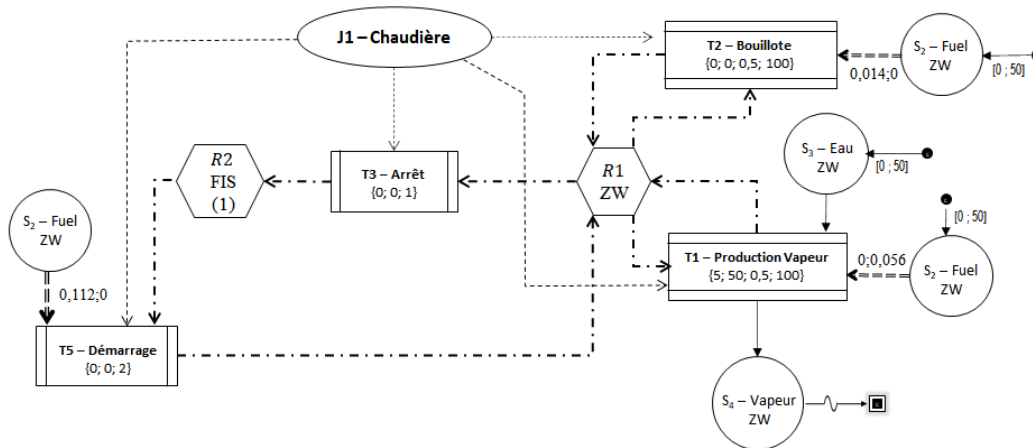 J1 – Chaudière
T2 – Bouillote
{0; 0; 0,5; 100}
0,014;0
S2 – Fuel
ZW
[0 ; 50]
S3 – Eau
ZW
c
[0 ; 50]
R2
FIS
(1)
T3 – Arrêt
{0; 0; 1}
R1
ZW
c
[0 ; 50]
S2 – Fuel
ZW
T1 – Production Vapeur
{5; 50; 0,5; 100}
0;0,056
S2 – Fuel
ZW
0,112;0
T5 – Démarrage
{0; 0; 2}
S4 – Vapeur
ZW
c